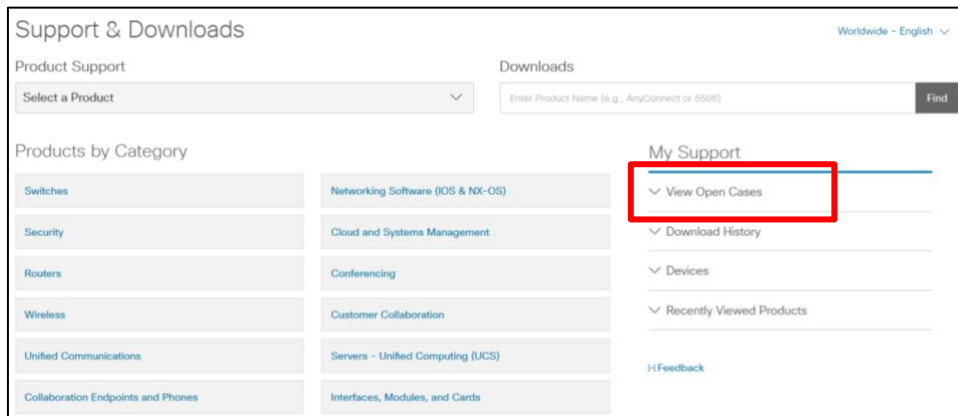 Support & Downloads
Worldwide - English
Product Support
Downloads
Select a Product
Enter Product Name (e.g., AnyConnect or 5506)
Find
Products by Category
My Support
Switches
Networking Software (IOS & NX-OS)
View Open Cases
Security
Cloud and Systems Management
Download History
Routers
Conferencing
Devices
Wireless
Customer Collaboration
Recently Viewed Products
Unified Communications
Servers - Unified Computing (UCS)
Feedback
Collaboration Endpoints and Phones
Interfaces, Modules, and Cards